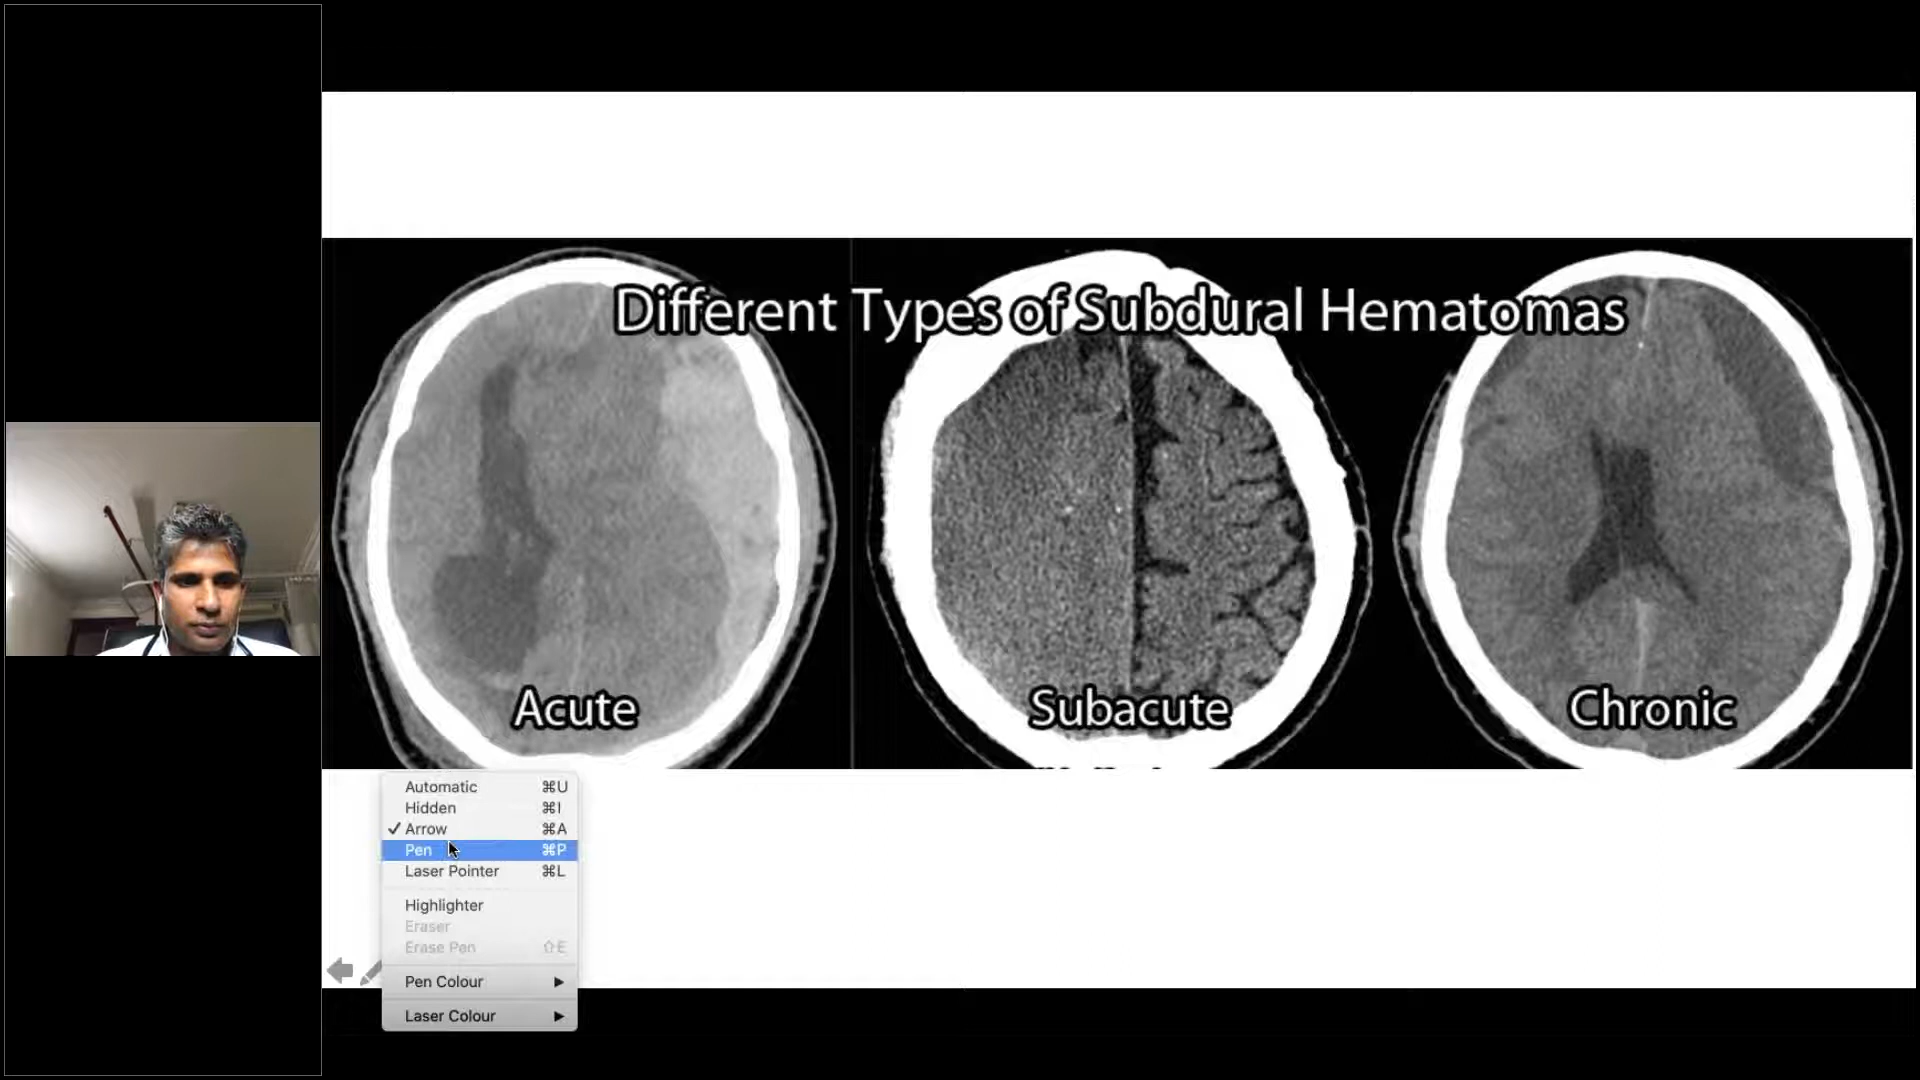 Different Types of Subdural Hematomas
Acute
Subacute
Chronic
Automatic ⌘U
Hidden ⌘I
✓ Arrow ⌘A
Pen ⌘P
Laser Pointer ⌘L
Highlighter
Eraser
Erase Pen ⇧E
Pen Colour ▶
Laser Colour ▶